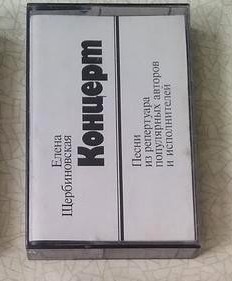 Елена
Щербиновская
Концерт
Песни
из репертуара
популярных авторов
и исполнителей